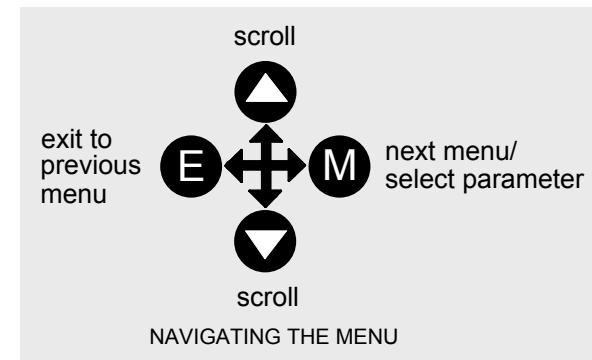 scroll
exit to
previous
menu
E
M
next menu/
select parameter
scroll
NAVIGATING THE MENU